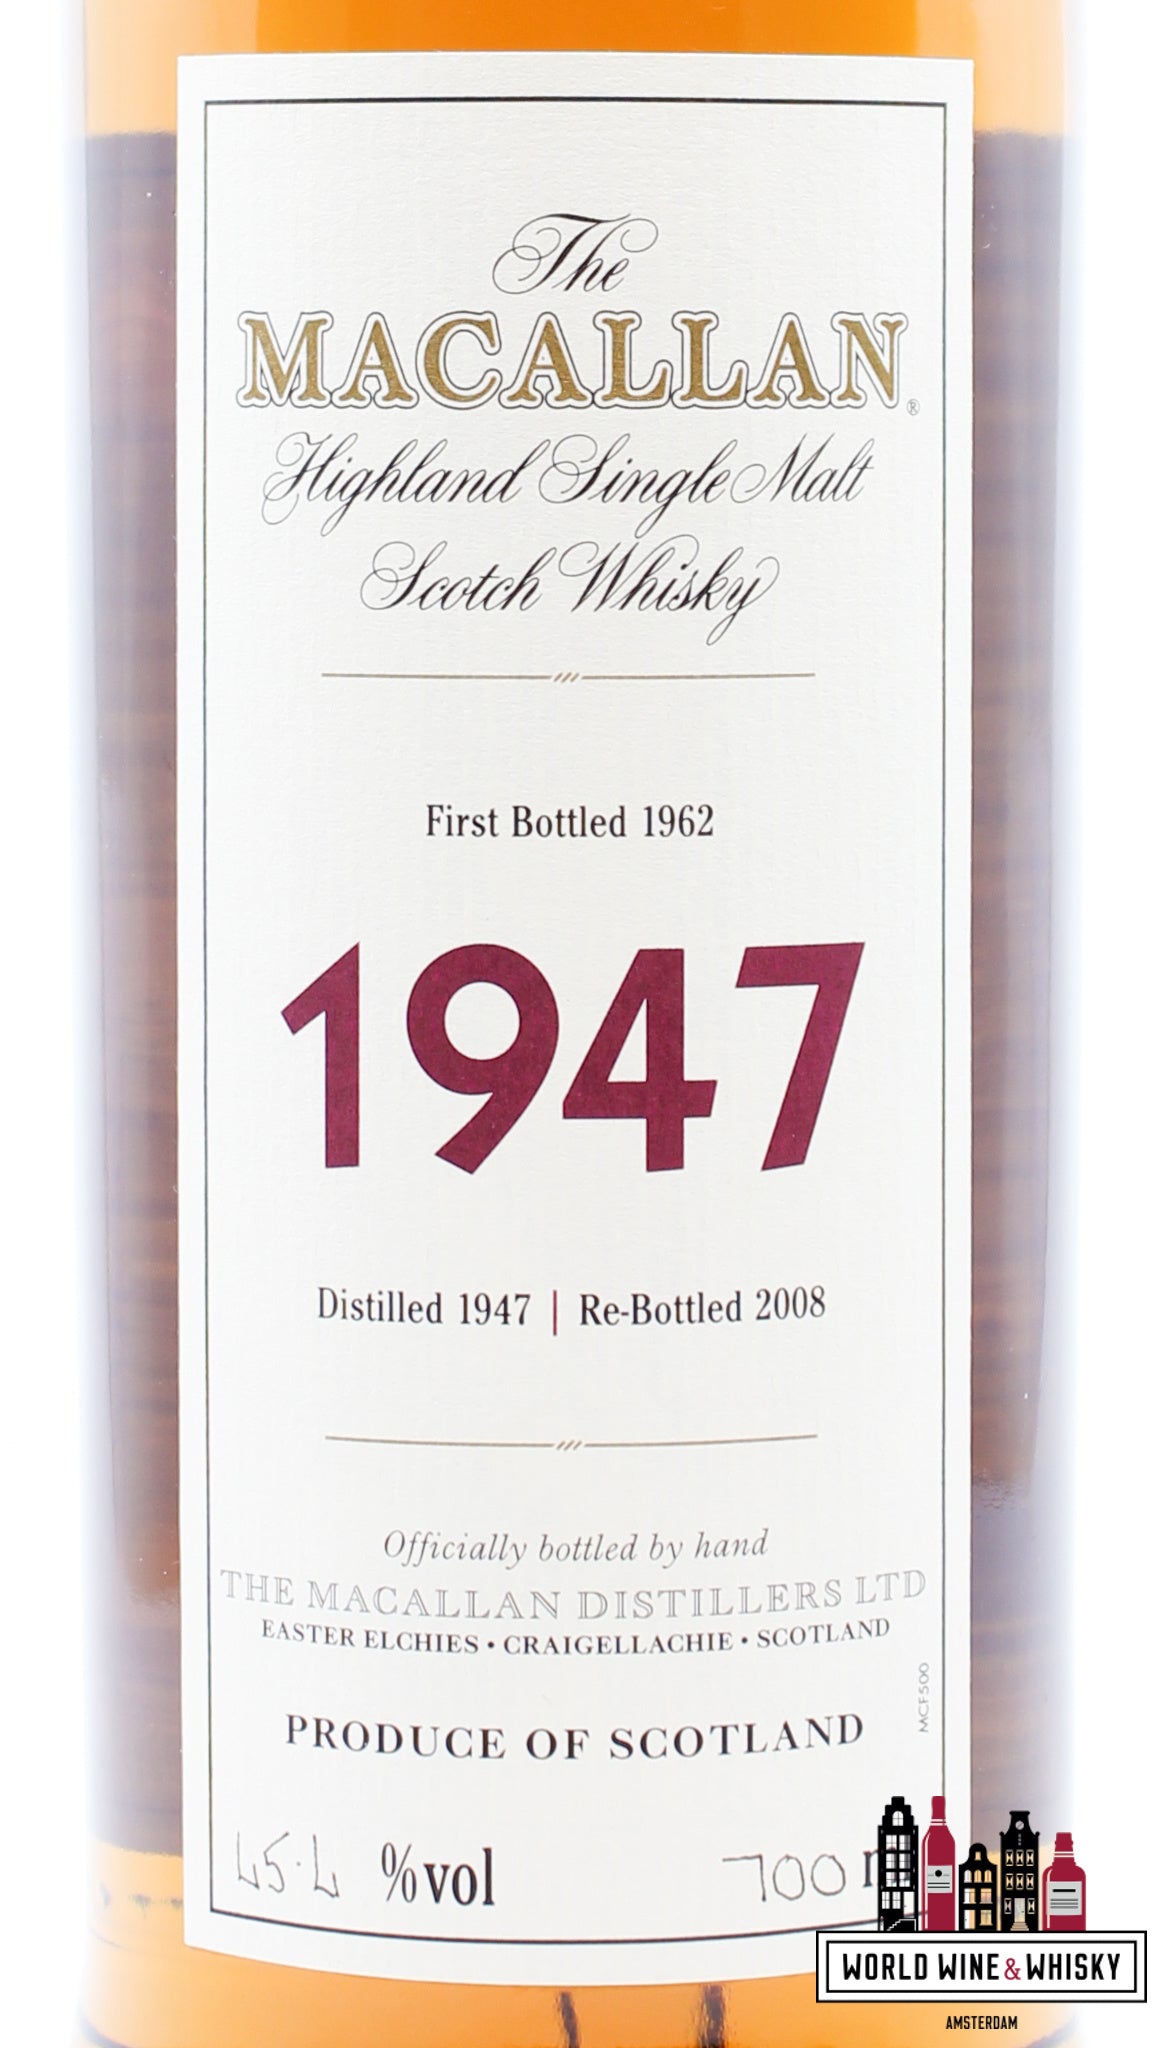 The
MACALLAN®
Highland Single Malt
Scotch Whisky
First Bottled 1962
1947
Distilled 1947 | Re-Bottled 2008
Officially bottled by hand
THE MACALLAN DISTILLERS LTD
EASTER ELCHIES • CRAIGELLACHIE • SCOTLAND
MCF500
PRODUCE OF SCOTLAND
45.4 %vol
700
WORLD WINE & WHISKY
AMSTERDAM